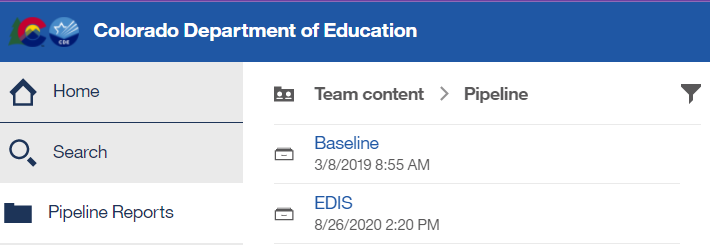 CDE
Colorado Department of Education
Home
Search
Pipeline Reports
Team content > Pipeline
Baseline
3/8/2019 8:55 AM
EDIS
8/26/2020 2:20 PM